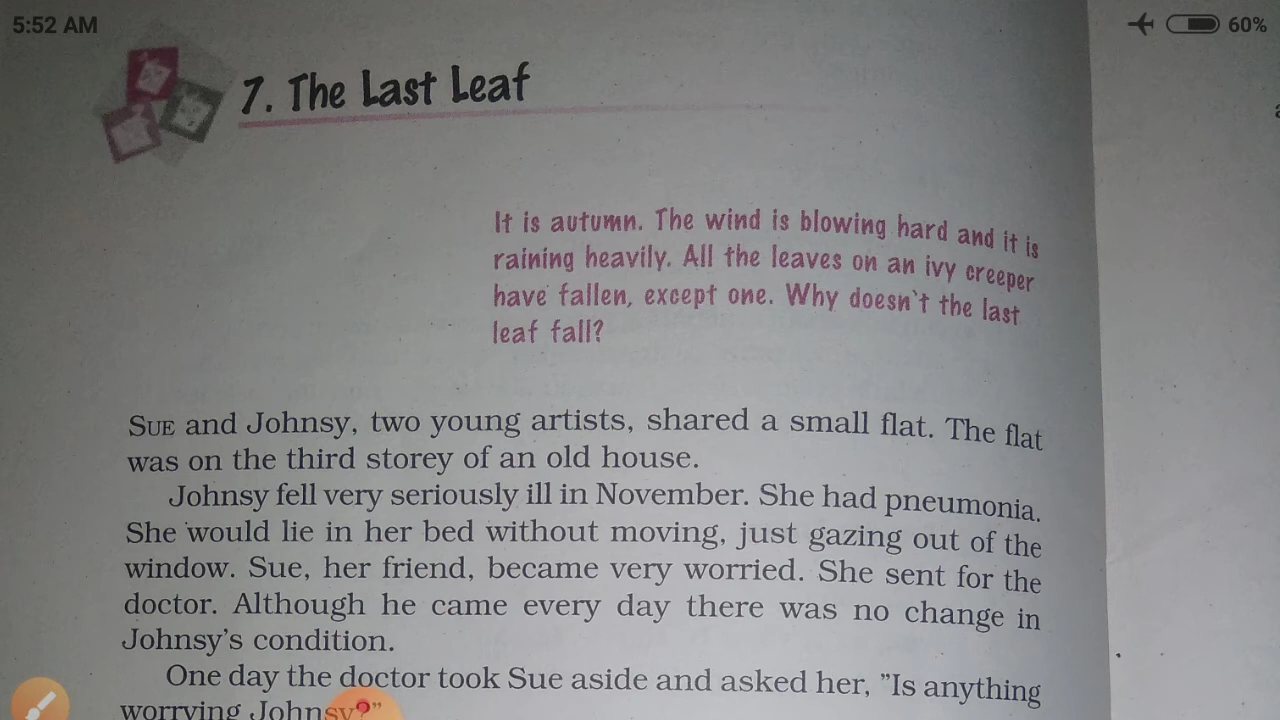 5:52 AM
60%
7. The Last Leaf
It is autumn. The wind is blowing hard and it is
raining heavily. All the leaves on an ivy creeper
have fallen, except one. Why doesn't the last
leaf fall?
SUE and Johnsy, two young artists, shared a small flat. The flat
was on the third storey of an old house.
Johnsy fell very seriously ill in November. She had pneumonia.
She would lie in her bed without moving, just gazing out of the
window. Sue, her friend, became very worried. She sent for the
doctor. Although he came every day there was no change in
Johnsy's condition.
One day the doctor took Sue aside and asked her, "Is anything
worrying Johnsy?"